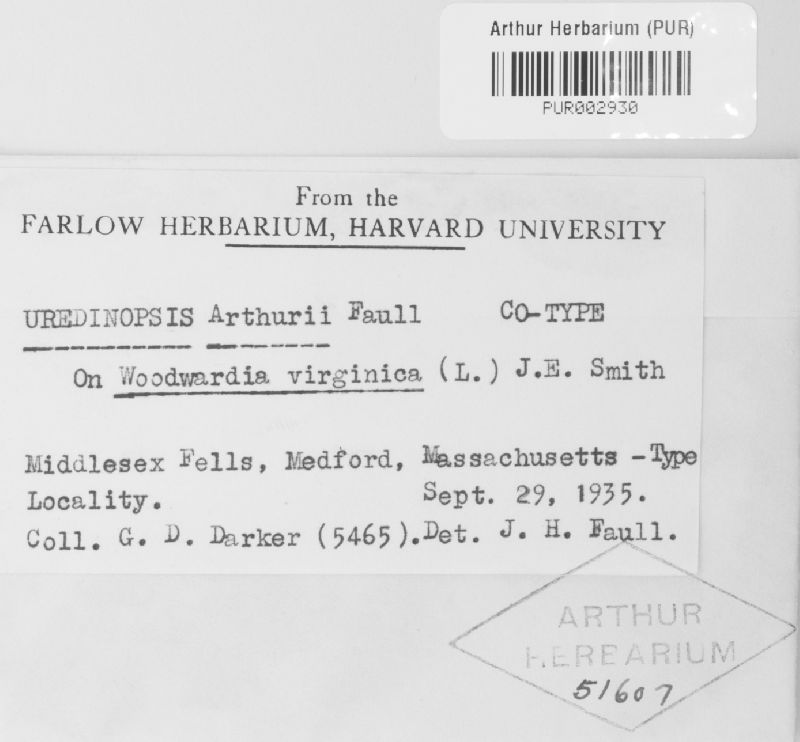 Arthur Herbarium (PUR)
PUR002930
From the
FARLOW HERBARIUM, HARVARD UNIVERSITY
UREDINOPSIS Arthurii Faull CO-TYPE
On Woodwardia virginica (L.) J.E. Smith
Middlesex Fells, Medford, Massachusetts - Type
Locality. Sept. 29, 1935.
Coll. G. D. Darker (5465). Det. J. H. Faull.
ARTHUR
HERBARIUM
51607